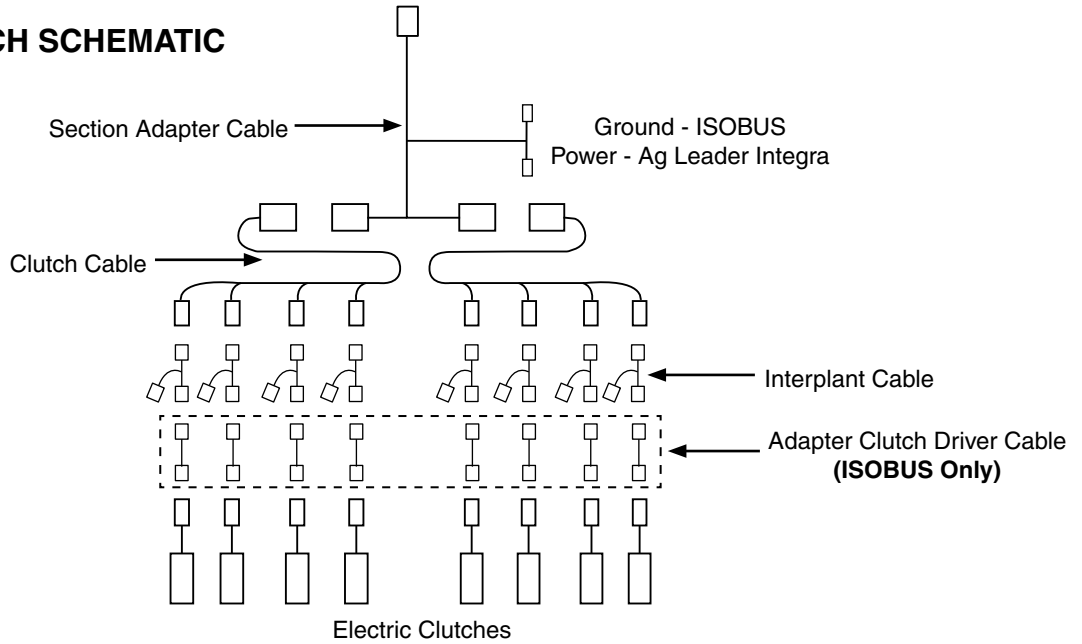 CH SCHEMATIC
Section Adapter Cable
Ground - ISOBUS
Power - Ag Leader Integra
Clutch Cable
Interplant Cable
Adapter Clutch Driver Cable
(ISOBUS Only)
Electric Clutches